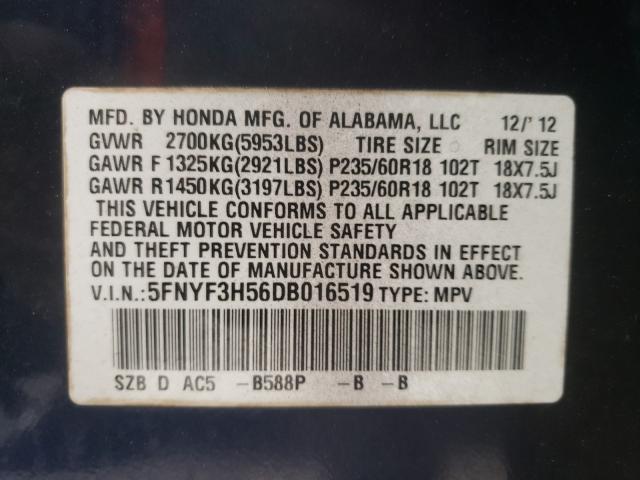 MFD. BY HONDA MFG. OF ALABAMA, LLC 12/'12
GVWR 2700KG(5953LBS) TIRE SIZE RIM SIZE
GAWR F 1325KG(2921LBS) P235/60R18 102T 18X7.5J
GAWR R 1450KG(3197LBS) P235/60R18 102T 18X7.5J
THIS VEHICLE CONFORMS TO ALL APPLICABLE
FEDERAL MOTOR VEHICLE SAFETY
AND THEFT PREVENTION STANDARDS IN EFFECT
ON THE DATE OF MANUFACTURE SHOWN ABOVE.
V.I.N.: 5FNYF3H56DB016519 TYPE: MPV
SZB D AC5 -B588P -B -B